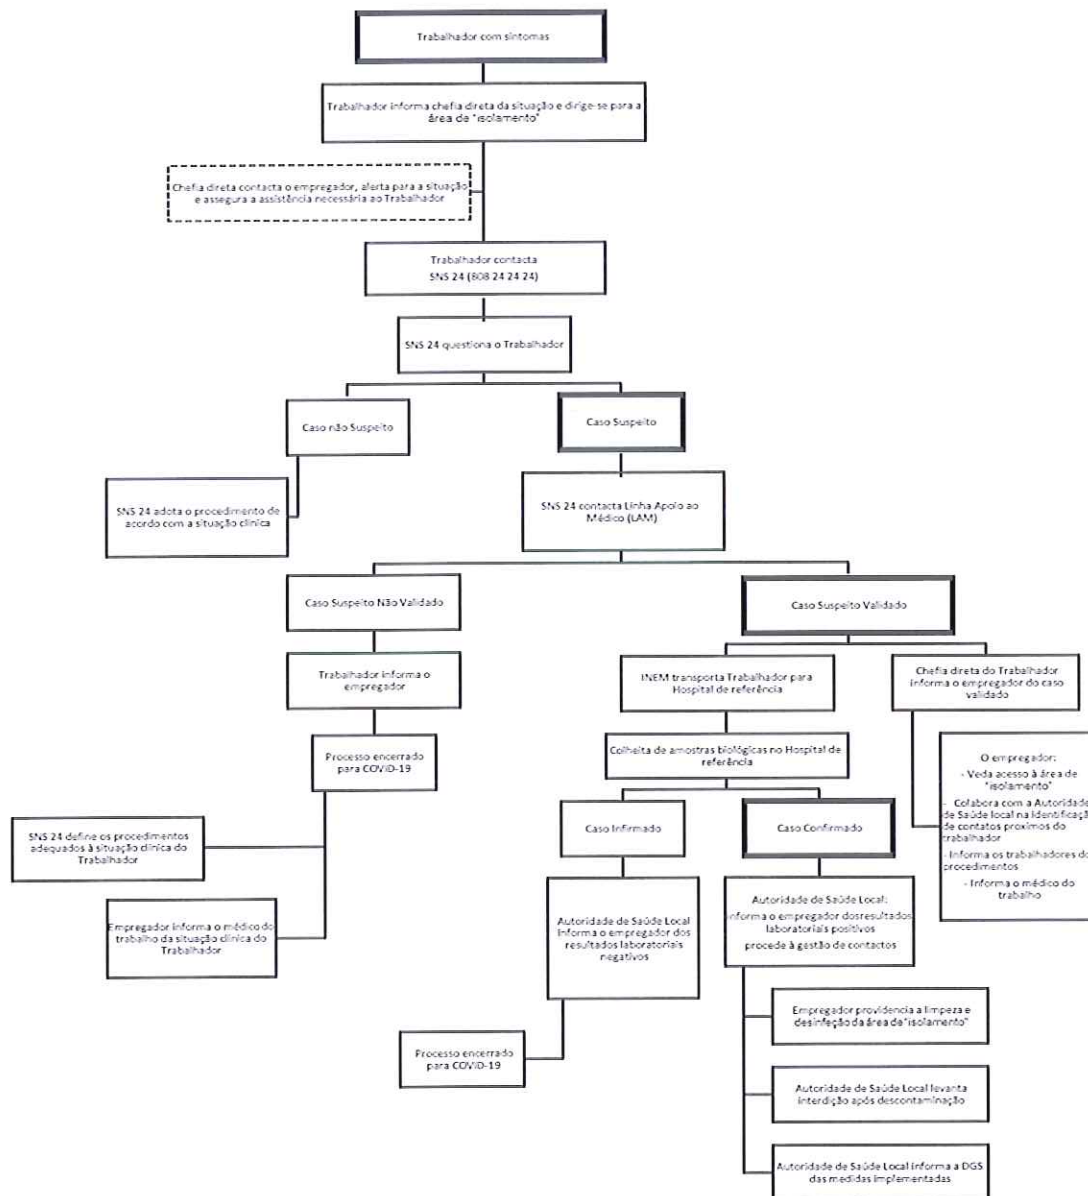 Trabalhador com sintomas
Trabalhador informa chefia direta da situação e dirige-se para a
área de "isolamento"
Chefia direta contacta o empregador, alerta para a situação
e assegura a assistência necessária ao Trabalhador
Trabalhador contacta
SNS 24 (808 24 24 24)
SNS 24 questiona o Trabalhador
Caso não Suspeito
Caso Suspeito
SNS 24 adota o procedimento de
acordo com a situação clínica
SNS 24 contacta Linha Apoio ao
Médico (LAM)
Caso Suspeito Não Validado
Caso Suspeito Validado
Trabalhador informa o
empregador
INEM transporta Trabalhador para
Hospital de referência
Chefia direta do Trabalhador
informa o empregador do caso
validado
Processo encerrado
para COVID-19
Colheita de amostras biológicas no Hospital de
referência
O empregador:
- Veda acesso à área de
"isolamento"
- Colabora com a Autoridade
de Saúde local na identificaçã
de contatos proximos do
trabalhador
- Informa os trabalhadores do
procedimentos
- Informa o médico do
trabalho
SNS 24 define os procedimentos
adequados à situação clínica do
Trabalhador
Caso Infirmado
Caso Confirmado
Empregador informa o médico do
trabalho da situação clínica do
Trabalhador
Autoridade de Saúde Local
informa o empregador dos
resultados laboratoriais
negativos
Autoridade de Saúde Local:
informa o empregador dosresultados
laboratoriais positivos
procede à gestão de contactos
Processo encerrado
para COVID-19
Empregador providencia a limpeza e
desinfeção da área de "isolamento"
Autoridade de Saúde Local levanta
interdição após descontaminação
Autoridade de Saúde Local informa a DGS
das medidas implementadas